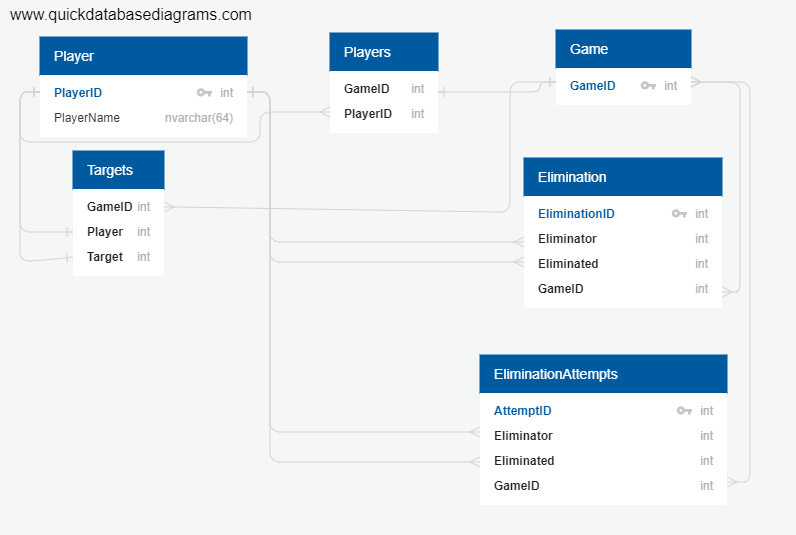 www.quickdatabasediagrams.com
Player
PlayerID int
PlayerName nvarchar(64)
Players
GameID int
PlayerID int
Game
GameID int
Targets
GameID int
Player int
Target int
Elimination
EliminationID int
Eliminator int
Eliminated int
GameID int
EliminationAttempts
AttemptID int
Eliminator int
Eliminated int
GameID int